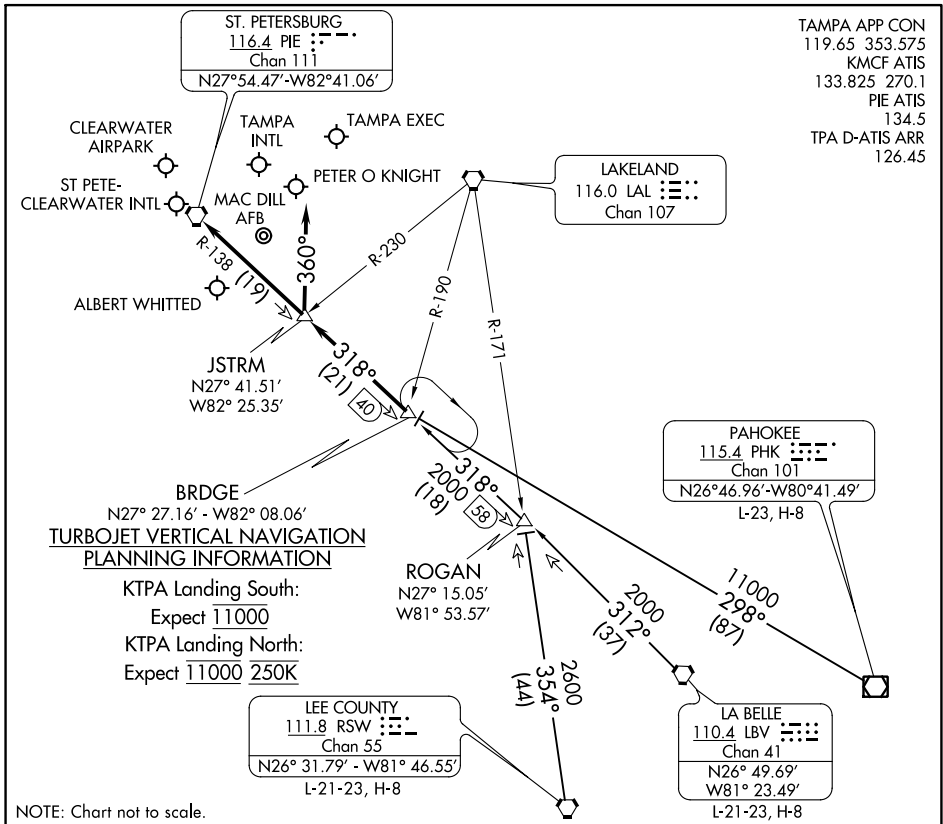 ST. PETERSBURG
116.4 PIE
Chan 111
N27°54.47'-W82°41.06'
TAMPA APP CON
119.65 353.575
KMCF ATIS
133.825 270.1
PIE ATIS
134.5
TPA D-ATIS ARR
126.45
CLEARWATER
AIRPARK
TAMPA
INTL
TAMPA EXEC
ST PETE-
CLEARWATER INTL
MAC DILL
AFB
PETER O KNIGHT
LAKELAND
116.0 LAL
Chan 107
R-138
(19)
360°
R-230
R-190
R-171
ALBERT WHITTED
JSTRM
N27° 41.51'
W82° 25.35'
318°
(21)
40
BRDGE
N27° 27.16' - W82° 08.06'
318°
2000
(18)
58
PAHOKEE
115.4 PHK
Chan 101
N26°46.96'-W80°41.49'
L-23, H-8
TURBOJET VERTICAL NAVIGATION
PLANNING INFORMATION
KTPA Landing South:
Expect 11000
KTPA Landing North:
Expect 11000 250K
ROGAN
N27° 15.05'
W81° 53.57'
11000
298°
(87)
2000
312°
(37)
2600
354°
(44)
LEE COUNTY
111.8 RSW
Chan 55
N26° 31.79' - W81° 46.55'
L-21-23, H-8
LA BELLE
110.4 LBV
Chan 41
N26° 49.69'
W81° 23.49'
L-21-23, H-8
NOTE: Chart not to scale.